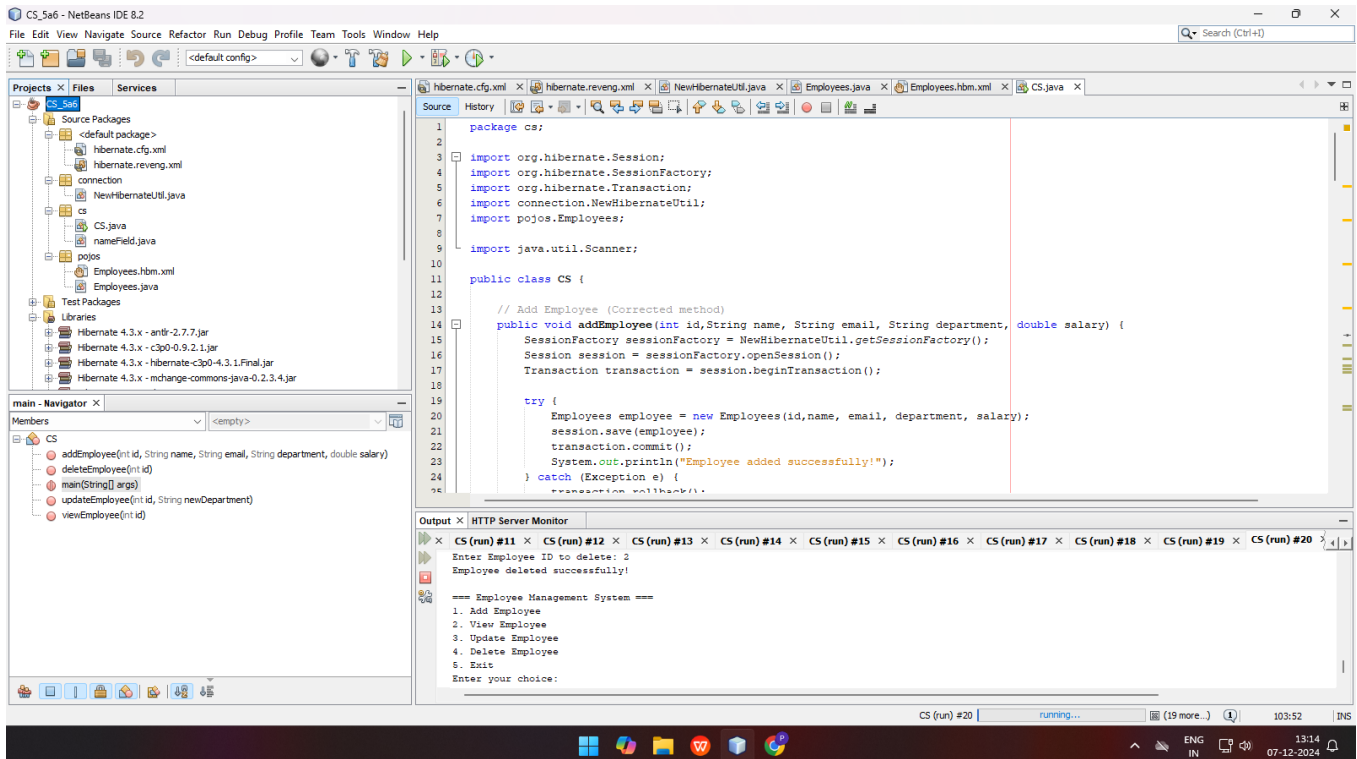 CS_5a6 - NetBeans IDE 8.2
File Edit View Navigate Source Refactor Run Debug Profile Team Tools Window Help
Search (Ctrl+I)
<default config>
Projects Files Services
CS_5a6
Source Packages
<default package>
hibernate.cfg.xml
hibernate.reveng.xml
connection
NewHibernateUtil.java
cs
CS.java
nameField.java
pojos
Employees.hbm.xml
Employees.java
Test Packages
Libraries
Hibernate 4.3.x - antlr-2.7.7.jar
Hibernate 4.3.x - c3p0-0.9.2.1.jar
Hibernate 4.3.x - hibernate-c3p0-4.3.1.Final.jar
Hibernate 4.3.x - mchange-commons-java-0.2.3.4.jar
main - Navigator
Members <empty>
CS
addEmployee(int id, String name, String email, String department, double salary)
deleteEmployee(int id)
main(String[] args)
updateEmployee(int id, String newDepartment)
viewEmployee(int id)
hibernate.cfg.xml hibernate.reveng.xml NewHibernateUtil.java Employees.java Employees.hbm.xml CS.java
Source History
1 package cs;
2
3 import org.hibernate.Session;
4 import org.hibernate.SessionFactory;
5 import org.hibernate.Transaction;
6 import connection.NewHibernateUtil;
7 import pojos.Employees;
8
9 import java.util.Scanner;
10
11 public class CS {
12
13 // Add Employee (Corrected method)
14 public void addEmployee(int id,String name, String email, String department, double salary) {
15 SessionFactory sessionFactory = NewHibernateUtil.getSessionFactory();
16 Session session = sessionFactory.openSession();
17 Transaction transaction = session.beginTransaction();
18
19 try {
20 Employees employee = new Employees(id,name, email, department, salary);
21 session.save(employee);
22 transaction.commit();
23 System.out.println("Employee added successfully!");
24 } catch (Exception e) {
25 transaction.rollback();
Output HTTP Server Monitor
CS (run) #11 CS (run) #12 CS (run) #13 CS (run) #14 CS (run) #15 CS (run) #16 CS (run) #17 CS (run) #18 CS (run) #19 CS (run) #20
Enter Employee ID to delete: 2
Employee deleted successfully!
=== Employee Management System ===
1. Add Employee
2. View Employee
3. Update Employee
4. Delete Employee
5. Exit
Enter your choice:
CS (run) #20 running... (19 more...) 1 103:52 INS
ENG
IN
13:14
07-12-2024